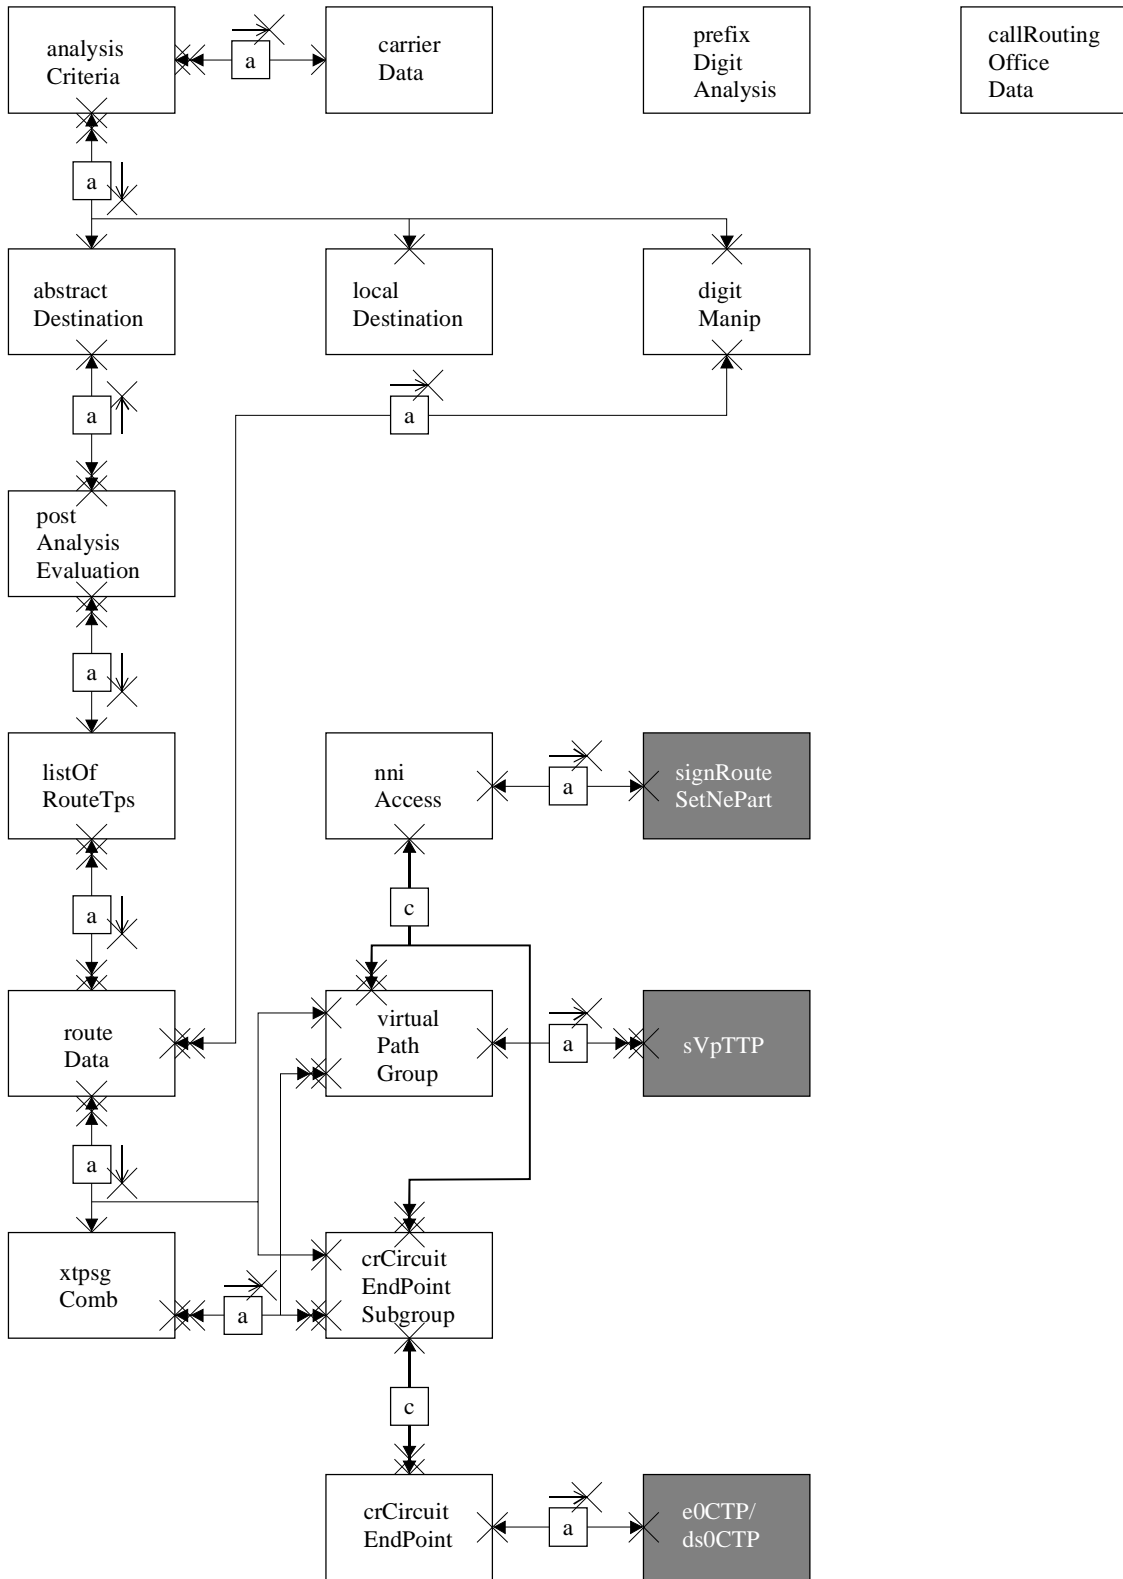 analysis
Criteria
a
carrier
Data
prefix
Digit
Analysis
callRouting
Office
Data
a
abstract
Destination
local
Destination
digit
Manip
a
a
post
Analysis
Evaluation
a
listOf
RouteTps
nni
Access
a
signRoute
SetNePart
a
c
route
Data
virtual
Path
Group
a
sVpTTP
a
xtpsg
Comb
a
crCircuit
EndPoint
Subgroup
c
crCircuit
EndPoint
a
e0CTP/
ds0CTP